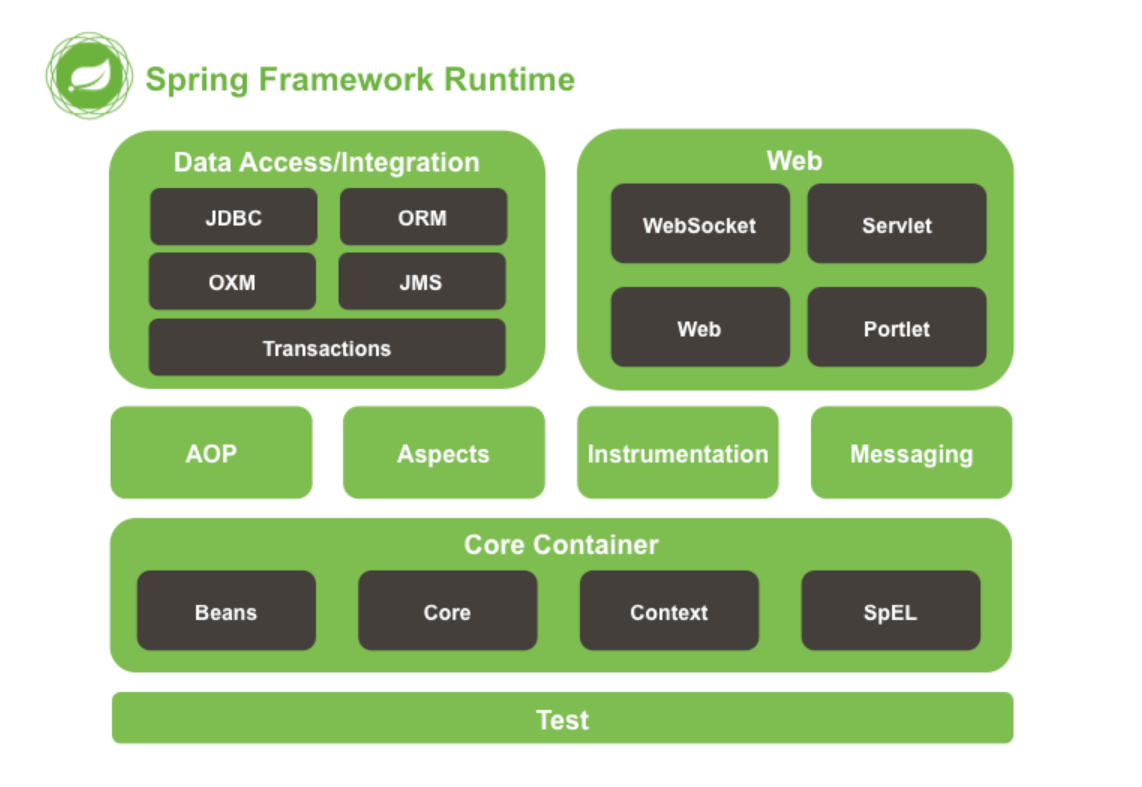 Spring Framework Runtime
Data Access/Integration
JDBC
ORM
OXM
JMS
Transactions
Web
WebSocket
Servlet
Web
Portlet
AOP
Aspects
Instrumentation
Messaging
Core Container
Beans
Core
Context
SpEL
Test